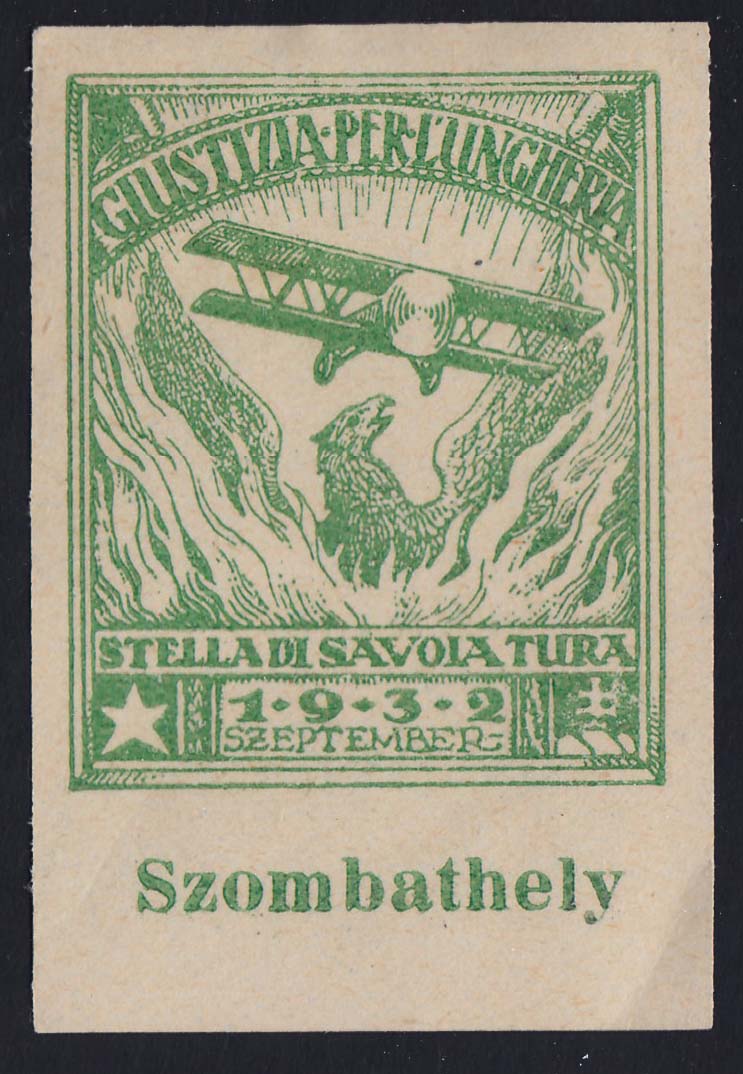 GIUSTIZIA·PER·L'UNGHERIA
STELLA DI SAVOIA TURA
1·9·3·2
SZEPTEMBER=
Szombathely